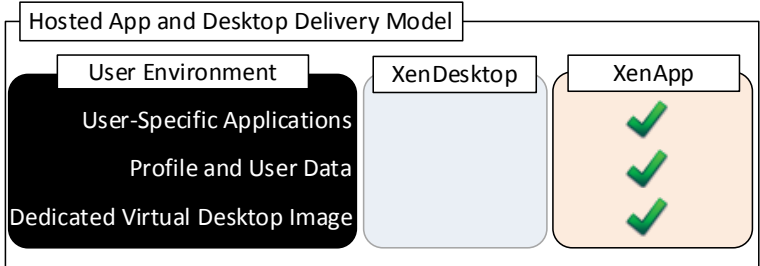 Hosted App and Desktop Delivery Model
User Environment
XenDesktop
XenApp
User-Specific Applications
Profile and User Data
Dedicated Virtual Desktop Image